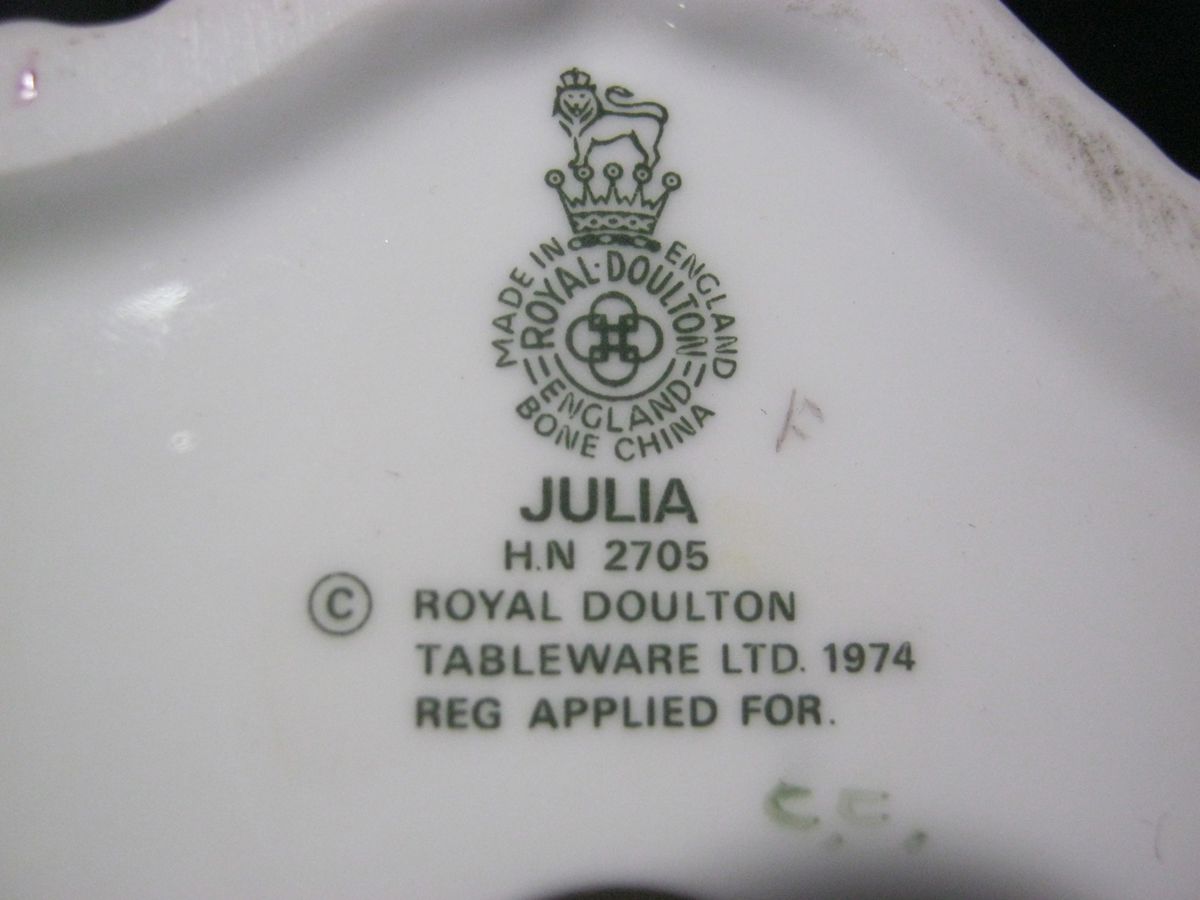 MADE IN ENGLAND
ROYAL·DOULTON
ENGLAND
BONE CHINA
JULIA
H.N 2705
© ROYAL DOULTON
TABLEWARE LTD. 1974
REG APPLIED FOR.